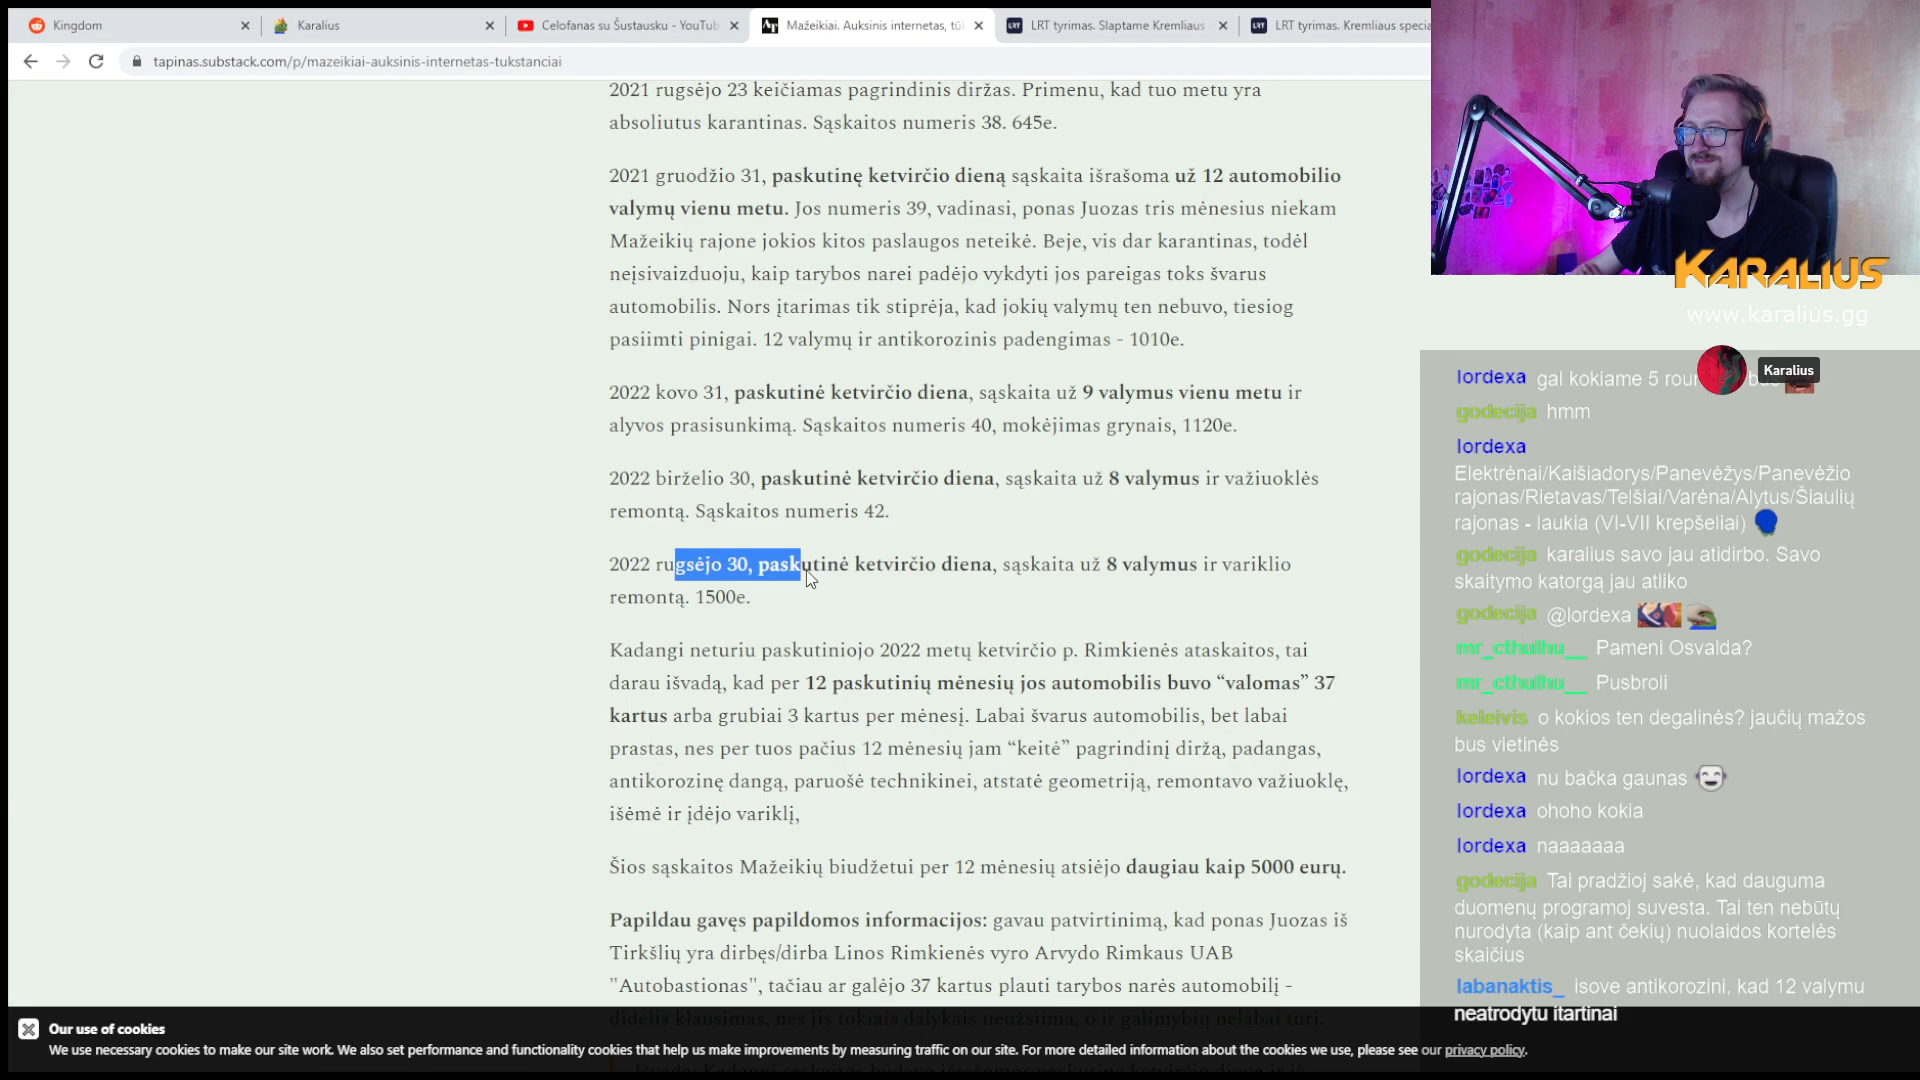 Kingdom
Karalius
Celofanas su Šustausku - YouTub
Mažeikiai. Auksinis internetas, tūk
LRT tyrimas. Slaptame Kremliaus
LRT tyrimas. Kremliaus specia
tapinas.substack.com/p/mazeikiai-auksinis-internetas-tukstanciai
2021 rugsėjo 23 keičiamas pagrindinis diržas. Primenu, kad tuo metu yra
absoliutus karantinas. Sąskaitos numeris 38. 645e.
2021 gruodžio 31, paskutinę ketvirčio dieną sąskaita išrašoma už 12 automobilio
valymų vienu metu. Jos numeris 39, vadinasi, ponas Juozas tris mėnesius niekam
Mažeikių rajone jokios kitos paslaugos neteikė. Beje, vis dar karantinas, todėl
neįsivaizduoju, kaip tarybos narei padėjo vykdyti jos pareigas toks švarus
automobilis. Nors įtarimas tik stiprėja, kad jokių valymų ten nebuvo, tiesiog
pasiimti pinigai. 12 valymų ir antikorozinis padengimas - 1010e.
2022 kovo 31, paskutinė ketvirčio diena, sąskaita už 9 valymus vienu metu ir
alyvos prasisunkimą. Sąskaitos numeris 40, mokėjimas grynais, 1120e.
2022 birželio 30, paskutinė ketvirčio diena, sąskaita už 8 valymus ir važiuoklės
remontą. Sąskaitos numeris 42.
2022 rugsėjo 30, paskutinė ketvirčio diena, sąskaita už 8 valymus ir variklio
remontą. 1500e.
Kadangi neturiu paskutiniojo 2022 metų ketvirčio p. Rimkienės ataskaitos, tai
darau išvadą, kad per 12 paskutinių mėnesių jos automobilis buvo “valomas” 37
kartus arba grubiai 3 kartus per mėnesį. Labai švarus automobilis, bet labai
prastas, nes per tuos pačius 12 mėnesių jam “keitė” pagrindinį diržą, padangas,
antikorozinę dangą, paruošė technikinei, atstatė geometriją, remontavo važiuoklę,
išėmė ir įdėjo variklį,
Šios sąskaitos Mažeikių biudžetui per 12 mėnesių atsiėjo daugiau kaip 5000 eurų.
Papildau gavęs papildomos informacijos: gavau patvirtinimą, kad ponas Juozas iš
Tirkšlių yra dirbęs/dirba Linos Rimkienės vyro Arvydo Rimkaus UAB
"Autobastionas", tačiau ar galėjo 37 kartus plauti tarybos narės automobilį -
didelis klausimas, nes jis tokiais dalykais neužsiima, o ir galimybių nelabai turi.
Our use of cookies
We use necessary cookies to make our site work. We also set performance and functionality cookies that help us make improvements by measuring traffic on our site. For more detailed information about the cookies we use, please see our privacy policy.
KARALIUS
www.karalius.gg
Karalius
lordexa gal kokiame 5 roun
godecija hmm
lordexa
Elektrėnai/Kaišiadorys/Panevėžys/Panevėžio
rajonas/Rietavas/Telšiai/Varėna/Alytus/Šiaulių
rajonas - laukia (VI-VII krepšeliai)
godecija karalius savo jau atidirbo. Savo
skaitymo katorgą jau atliko
godecija @lordexa
mr_cthulhu__ Pameni Osvalda?
mr_cthulhu__ Pusbroli
keleivis o kokios ten degalinės? jaučių mažos
bus vietinės
lordexa nu bačka gaunas
lordexa ohoho kokia
lordexa naaaaaaa
godecija Tai pradžioj sakė, kad dauguma
duomenų programoj suvesta. Tai ten nebūtų
nurodyta (kaip ant čekių) nuolaidos kortelės
skaičius
labanaktis_ isove antikorozini, kad 12 valymu
neatrodytu itartinai